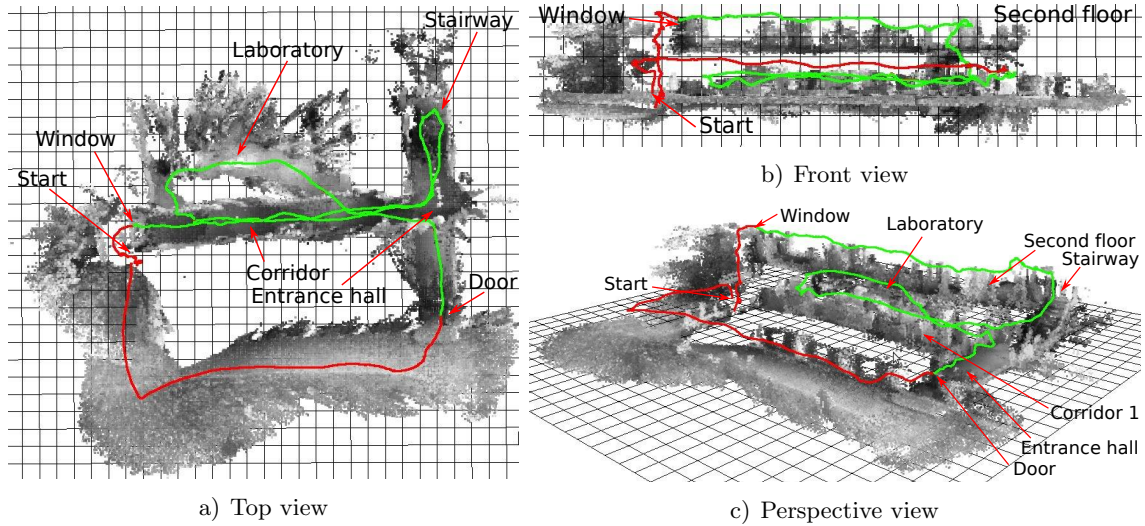 Stairway
Laboratory
Window
Start
Corridor
Entrance hall
Door
a) Top view
Window
Second floor
Start
b) Front view
Window
Laboratory
Second floor
Stairway
Start
Corridor 1
Entrance hall
Door
c) Perspective view